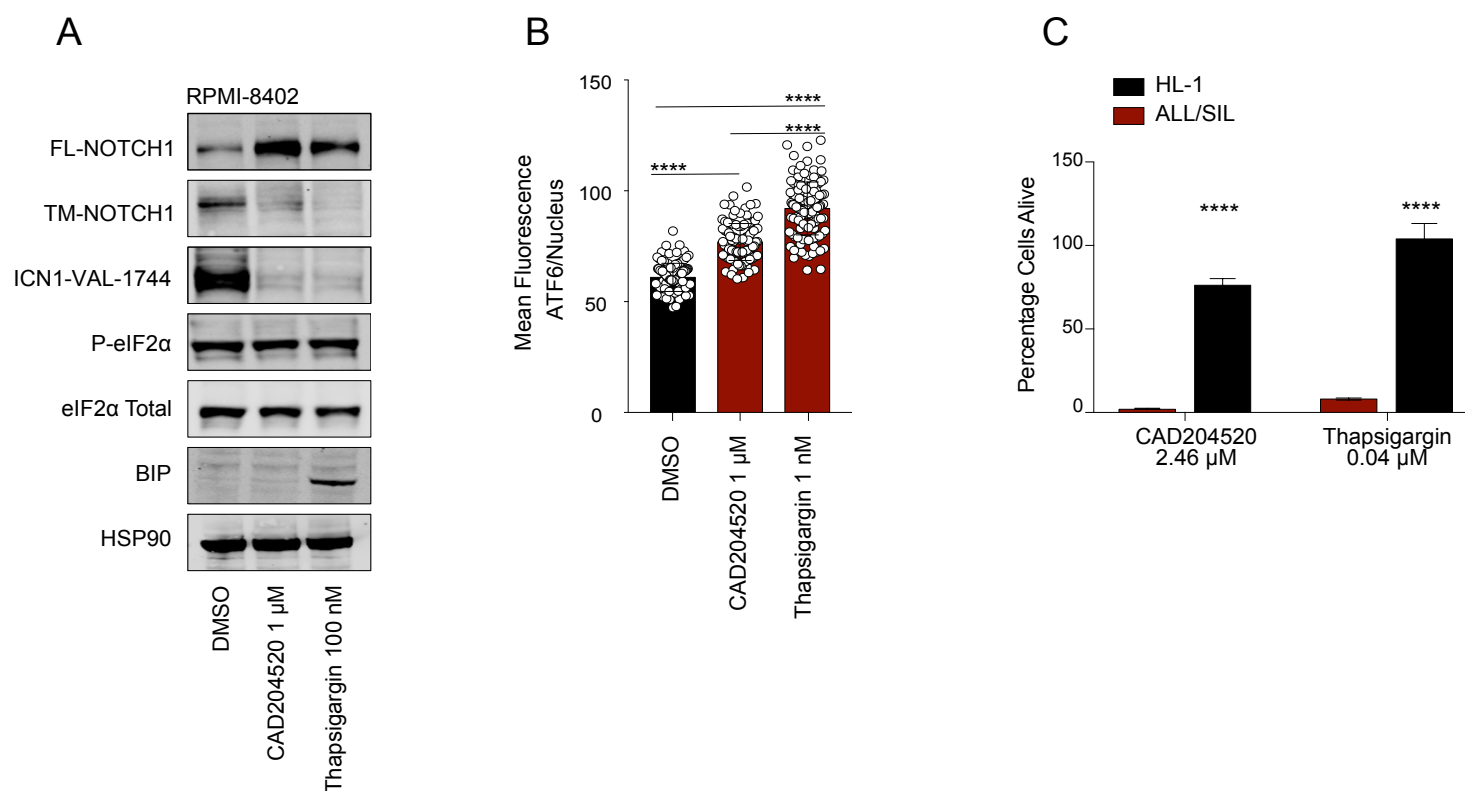 A
RPMI-8402
FL-NOTCH1
TM-NOTCH1
ICN1-VAL-1744
P-eIF2α
eIF2α Total
BIP
HSP90
DMSO
CAD204520 1 µM
Thapsigargin 100 nM
B
Mean Fluorescence
ATF6/Nucleus
150
100
50
0
****
****
****
DMSO
CAD204520 1 µM
Thapsigargin 1 nM
C
HL-1
ALL/SIL
Percentage Cells Alive
150
100
50
0
****
****
CAD204520
2.46 µM
Thapsigargin
0.04 µM